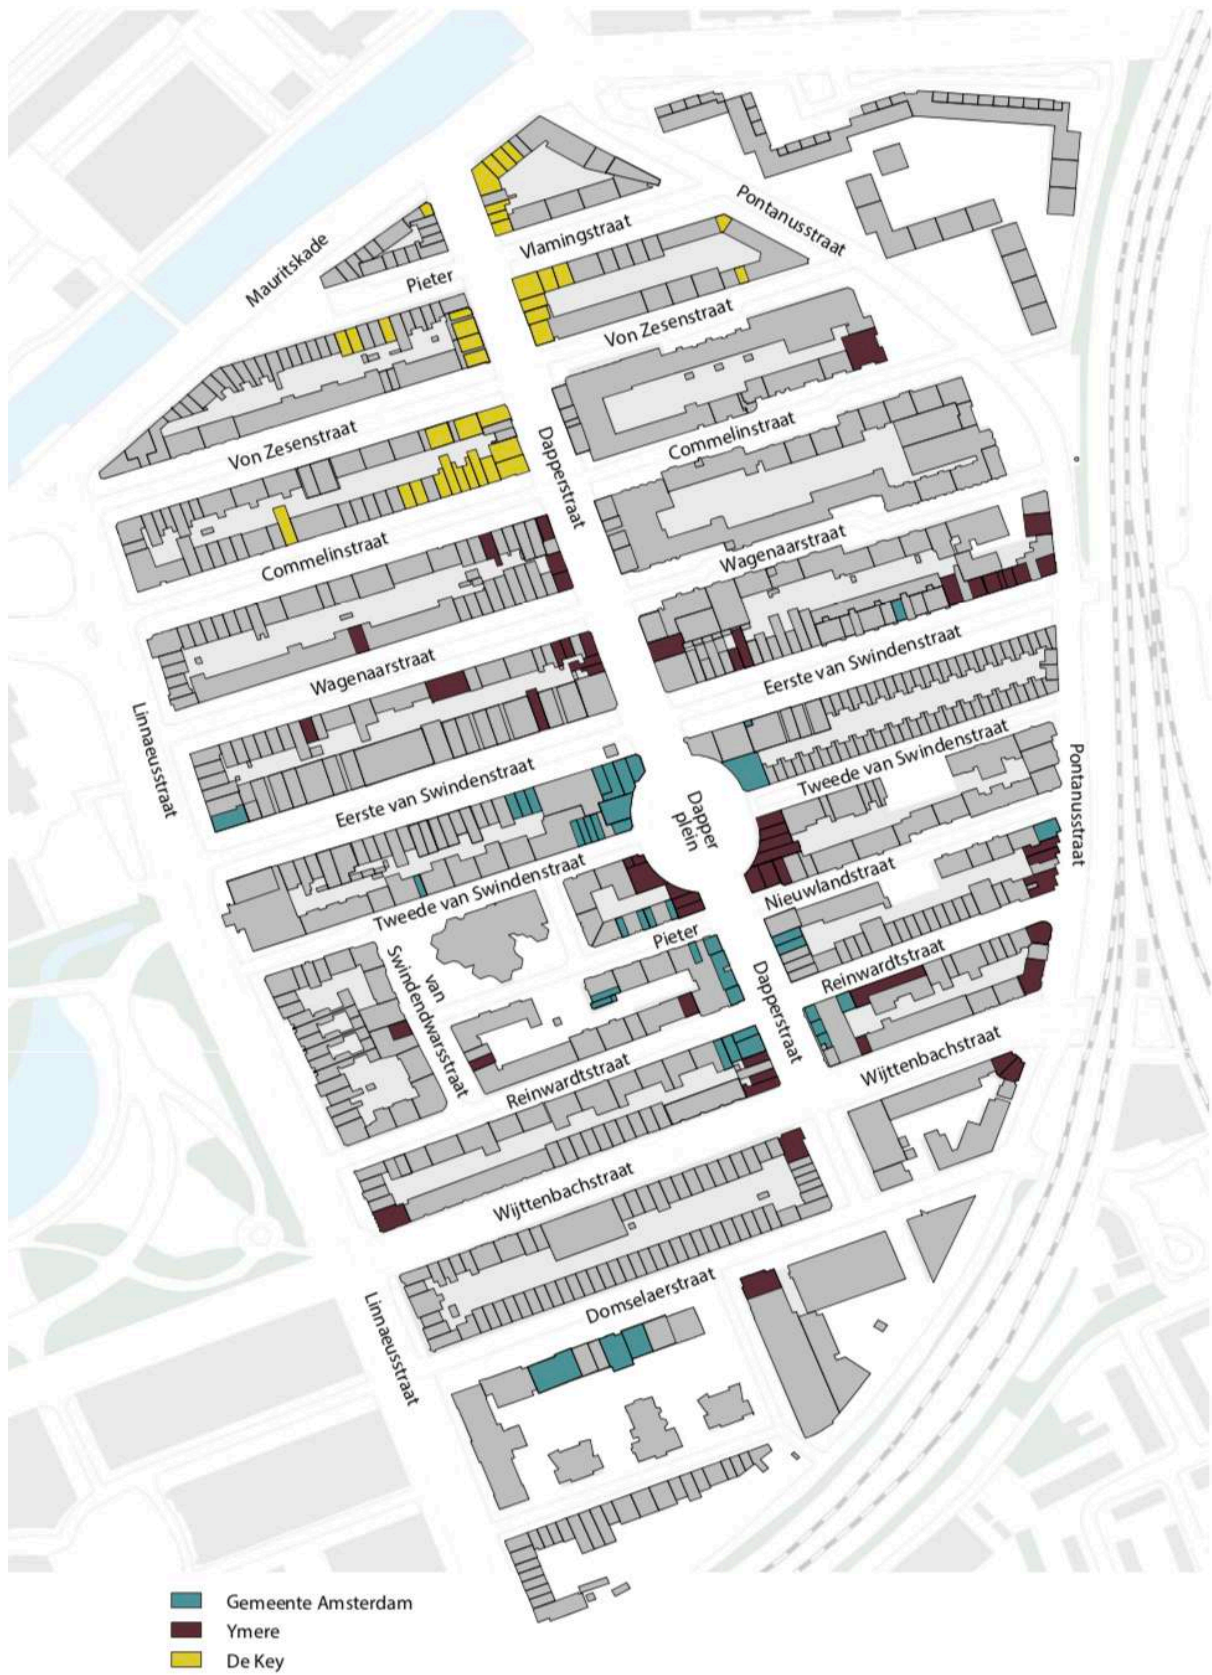 Pontanusstraat
Vlamingstraat
Mauritskade
Pieter
Von Zesenstraat
Von Zesenstraat
Commelinstraat
Dapperstraat
Commelinstraat
Wagenaarstraat
Wagenaarstraat
Eerste van Swindenstraat
Linnaeusstraat
Tweede van Swindenstraat
Pontanusstraat
Eerste van Swindenstraat
Dapper
plein
Tweede van Swindenstraat
Nieuwlandstraat
Pieter
Reinwardtstraat
van
Swindendwarsstraat
Dapperstraat
Reinwardtstraat
Wijttenbachstraat
Wijttenbachstraat
Domselaerstraat
Linnaeusstraat
Gemeente Amsterdam
Ymere
De Key